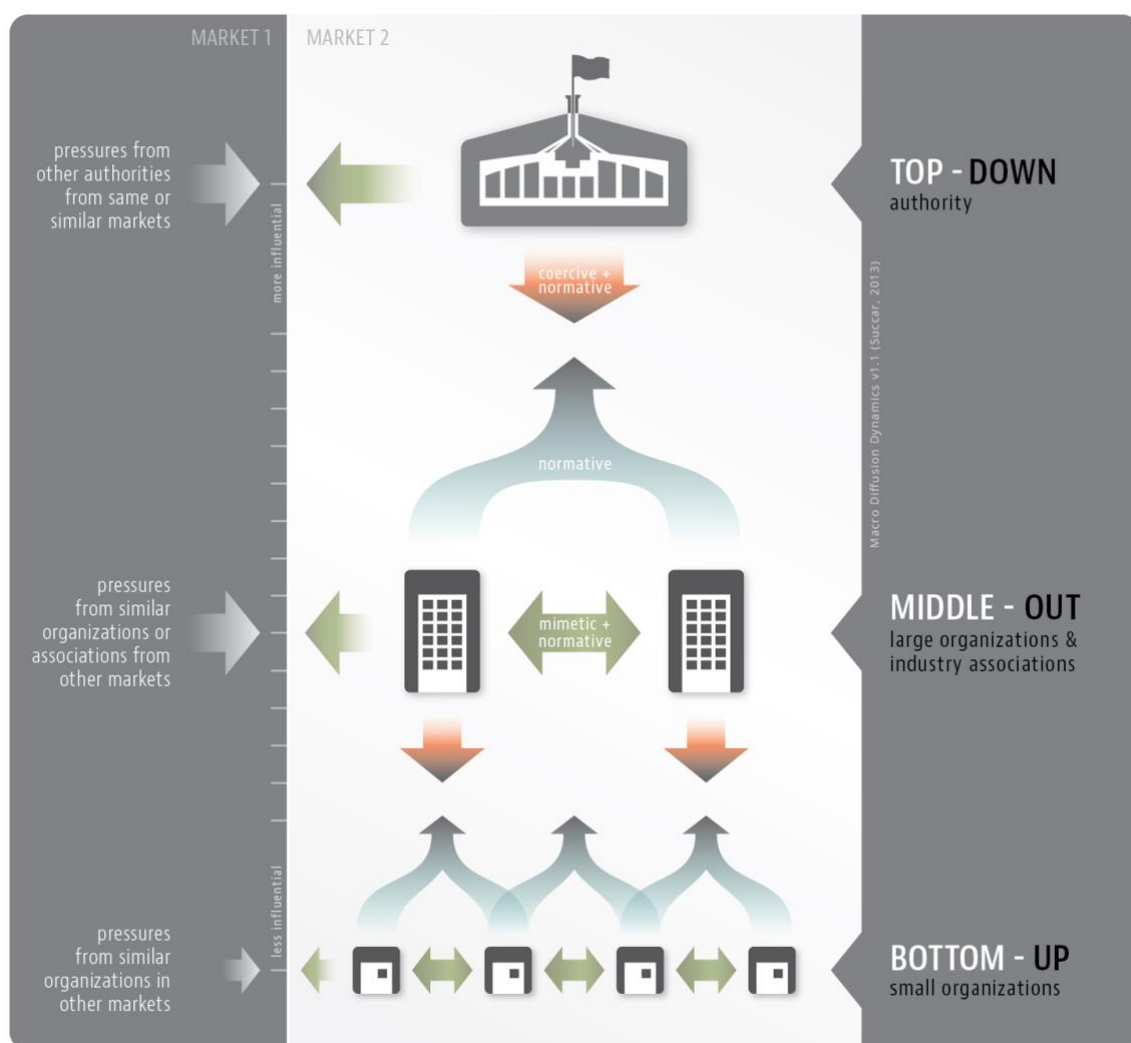 MARKET 1
MARKET 2
pressures from
other authorities
from same or
similar markets
more influential
coercive +
normative
TOP - DOWN
authority
Macro Diffusion Dynamics v1.1 (Succar, 2013)
normative
pressures
from similar
organizations or
associations from
other markets
mimetic +
normative
MIDDLE - OUT
large organizations &
industry associations
less influential
pressures
from similar
organizations in
other markets
BOTTOM - UP
small organizations